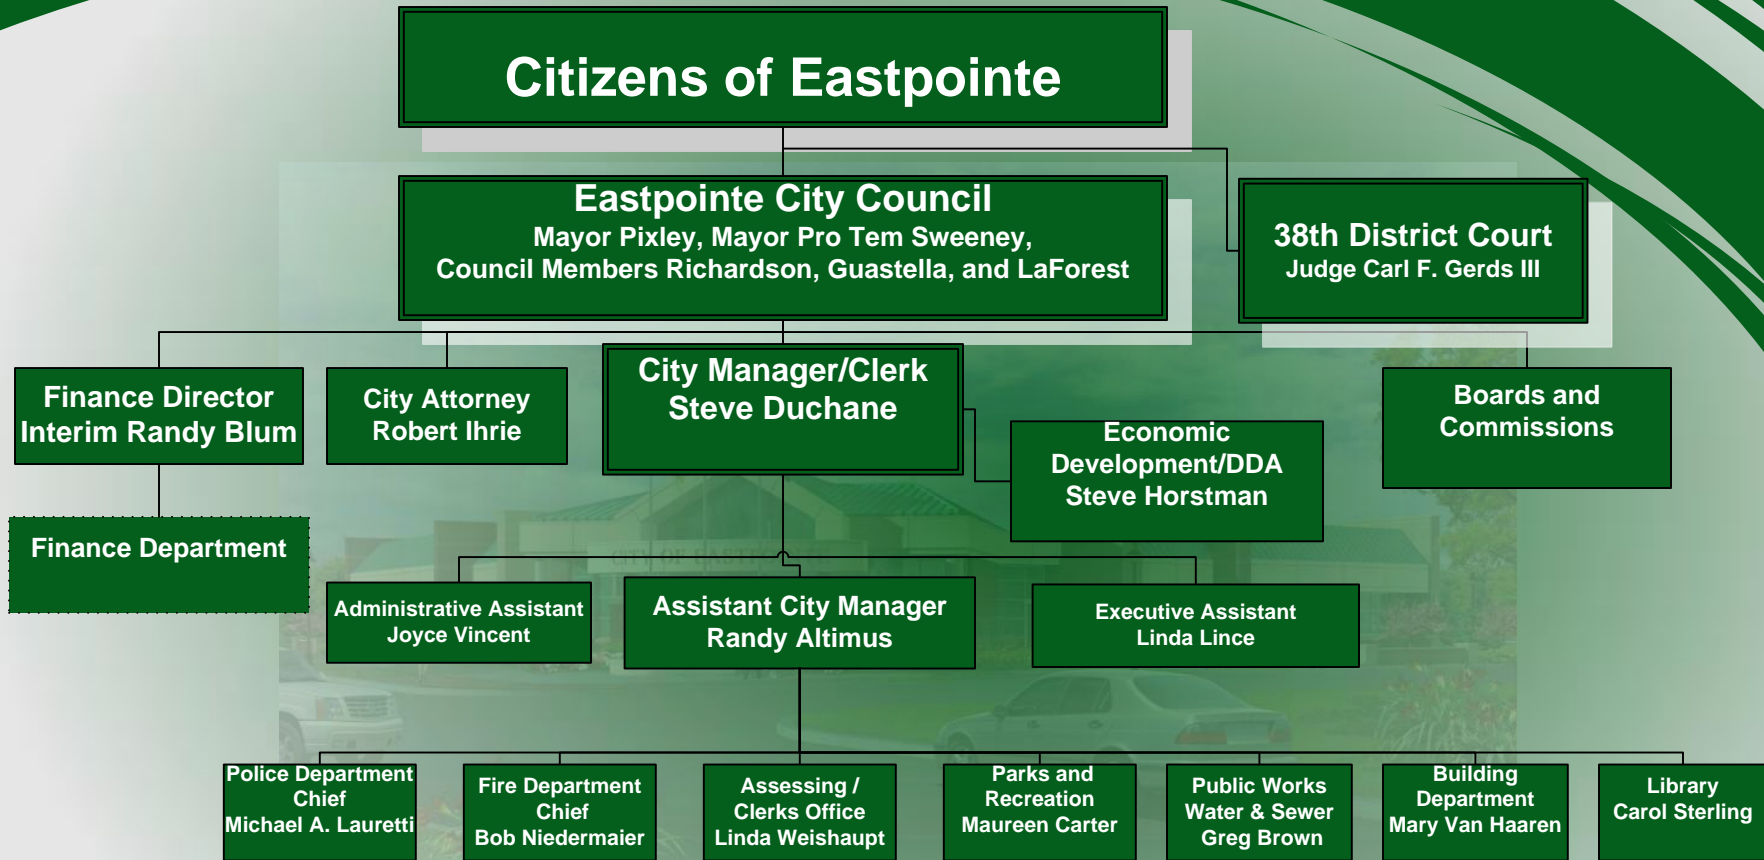 Citizens of Eastpointe
Eastpointe City Council
Mayor Pixley, Mayor Pro Tem Sweeney,
Council Members Richardson, Guastella, and LaForest
38th District Court
Judge Carl F. Gerds III
Finance Director
Interim Randy Blum
City Attorney
Robert Ihrie
City Manager/Clerk
Steve Duchane
Economic
Development/DDA
Steve Horstman
Boards and
Commissions
Finance Department
CITY OF EASTPOINTE
Administrative Assistant
Joyce Vincent
Assistant City Manager
Randy Altimus
Executive Assistant
Linda Lince
Police Department
Chief
Michael A. Lauretti
Fire Department
Chief
Bob Niedermaier
Assessing /
Clerks Office
Linda Weishaupt
Parks and
Recreation
Maureen Carter
Public Works
Water & Sewer
Greg Brown
Building
Department
Mary Van Haaren
Library
Carol Sterling